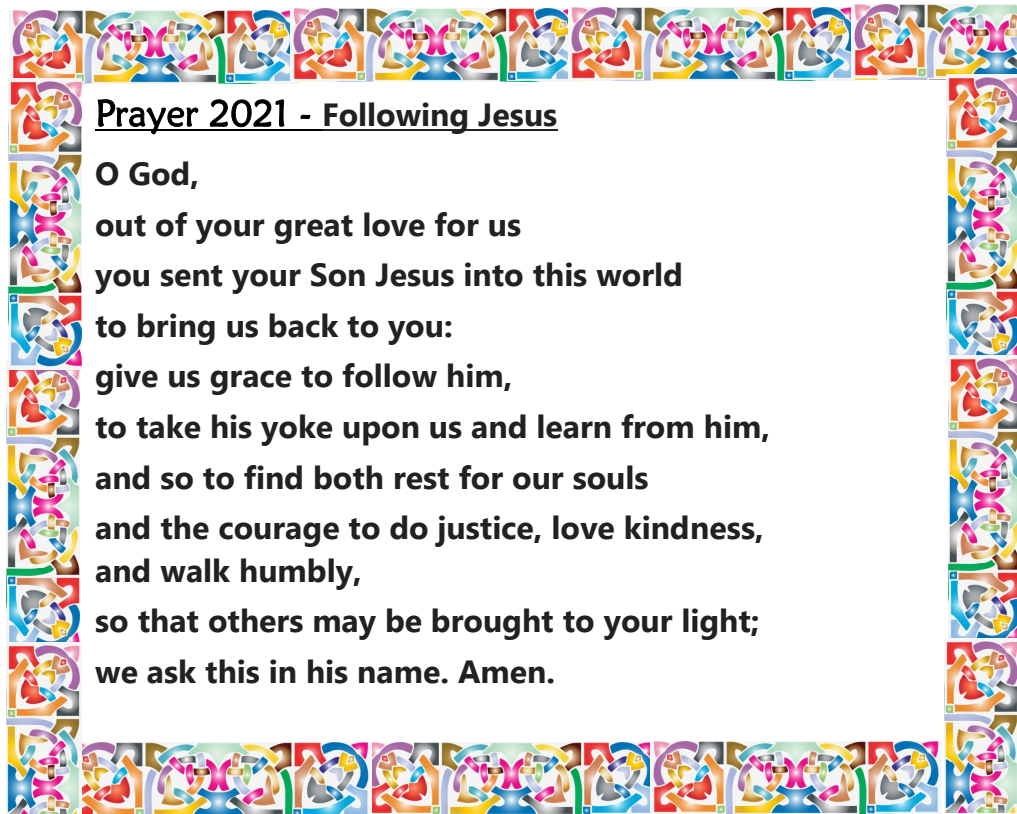 Prayer 2021 - Following Jesus
O God,
out of your great love for us
you sent your Son Jesus into this world
to bring us back to you:
give us grace to follow him,
to take his yoke upon us and learn from him,
and so to find both rest for our souls
and the courage to do justice, love kindness,
and walk humbly,
so that others may be brought to your light;
we ask this in his name. Amen.